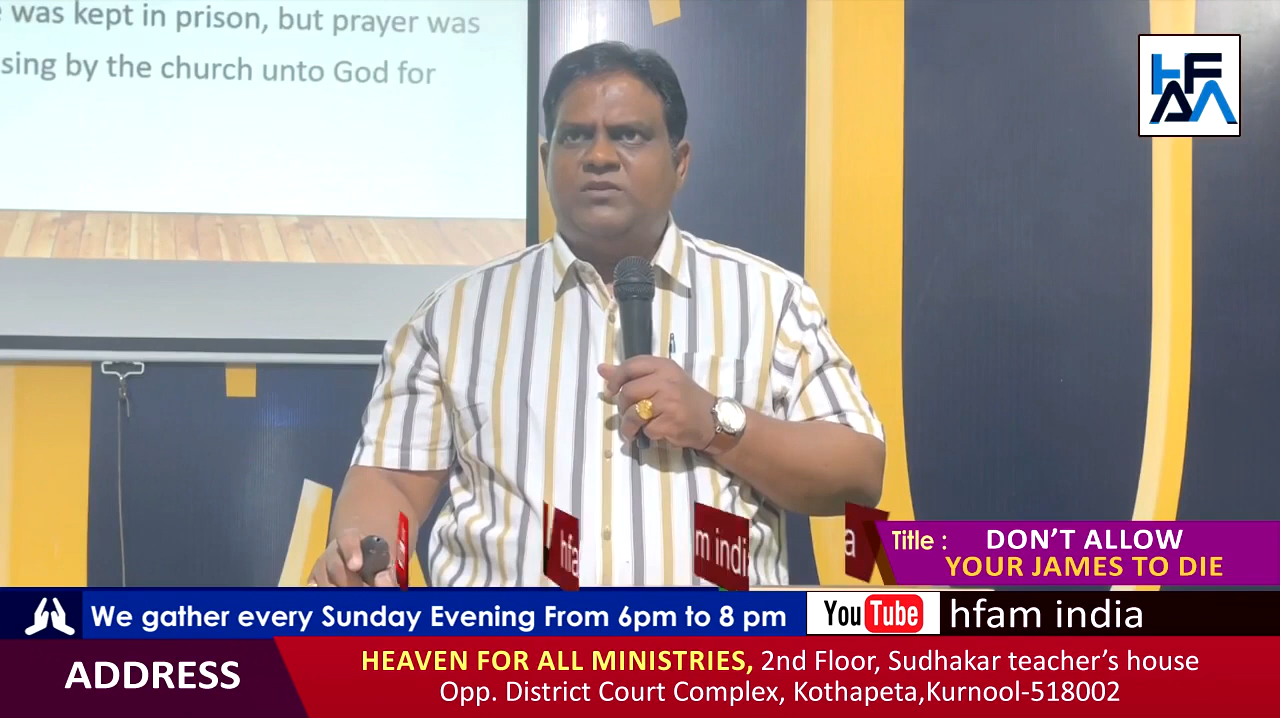 was kept in prison, but prayer was
sing by the church unto God for
HFAM
hfa
m indi
a
Title : DON'T ALLOW
YOUR JAMES TO DIE
We gather every Sunday Evening From 6pm to 8 pm
YouTube hfam india
ADDRESS
HEAVEN FOR ALL MINISTRIES, 2nd Floor, Sudhakar teacher's house
Opp. District Court Complex, Kothapeta,Kurnool-518002